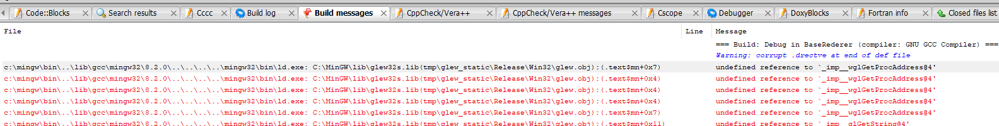 Code::Blocks Search results Cccc Build log Build messages CppCheck/Vera++ CppCheck/Vera++ messages Cscope Debugger DoxyBlocks Fortran info Closed files list
File Line Message
=== Build: Debug in BaseRederer (compiler: GNU GCC Compiler) ===
Warning: corrupt .drectve at end of def file
c:\mingw\bin\..\lib\gcc\mingw32\8.2.0\..\..\..\..\mingw32\bin\ld.exe: C:\MinGW\lib\glew32s.lib(tmp\glew_static\Release\Win32\glew.obj):(.text$mn+0x7) undefined reference to `_imp__wglGetProcAddress@4'
c:\mingw\bin\..\lib\gcc\mingw32\8.2.0\..\..\..\..\mingw32\bin\ld.exe: C:\MinGW\lib\glew32s.lib(tmp\glew_static\Release\Win32\glew.obj):(.text$mn+0x4) undefined reference to `_imp__wglGetProcAddress@4'
c:\mingw\bin\..\lib\gcc\mingw32\8.2.0\..\..\..\..\mingw32\bin\ld.exe: C:\MinGW\lib\glew32s.lib(tmp\glew_static\Release\Win32\glew.obj):(.text$mn+0x4) undefined reference to `_imp__wglGetProcAddress@4'
c:\mingw\bin\..\lib\gcc\mingw32\8.2.0\..\..\..\..\mingw32\bin\ld.exe: C:\MinGW\lib\glew32s.lib(tmp\glew_static\Release\Win32\glew.obj):(.text$mn+0x4) undefined reference to `_imp__wglGetProcAddress@4'
c:\mingw\bin\..\lib\gcc\mingw32\8.2.0\..\..\..\..\mingw32\bin\ld.exe: C:\MinGW\lib\glew32s.lib(tmp\glew_static\Release\Win32\glew.obj):(.text$mn+0x7) undefined reference to `_imp__wglGetProcAddress@4'
c:\mingw\bin\..\lib\gcc\mingw32\8.2.0\..\..\..\..\mingw32\bin\ld.exe: C:\MinGW\lib\glew32s.lib(tmp\glew_static\Release\Win32\glew.obj):(.text$mn+0x11) undefined reference to `_imp__glGetString@4'